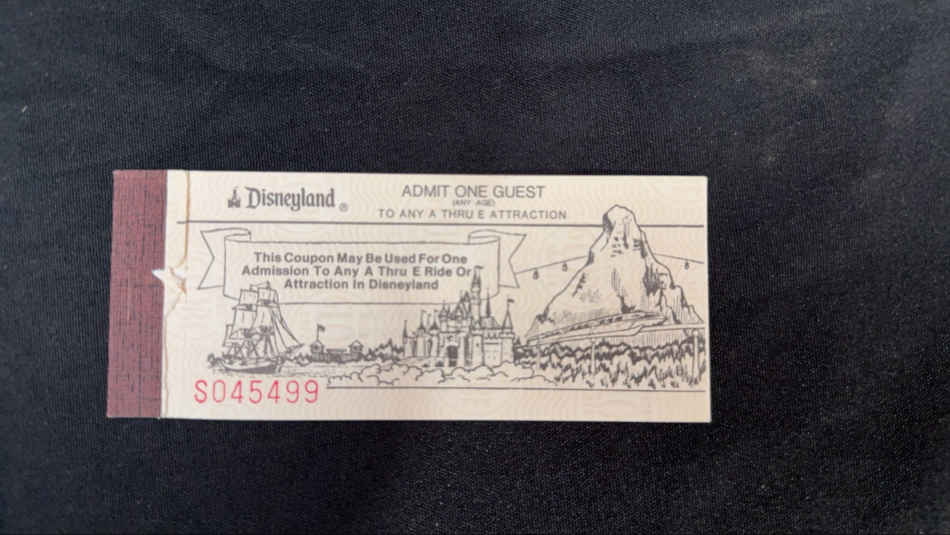 Disneyland ®
ADMIT ONE GUEST
(ANY AGE)
TO ANY A THRU E ATTRACTION
This Coupon May Be Used For One
Admission To Any A Thru E Ride Or
Attraction In Disneyland
S045499